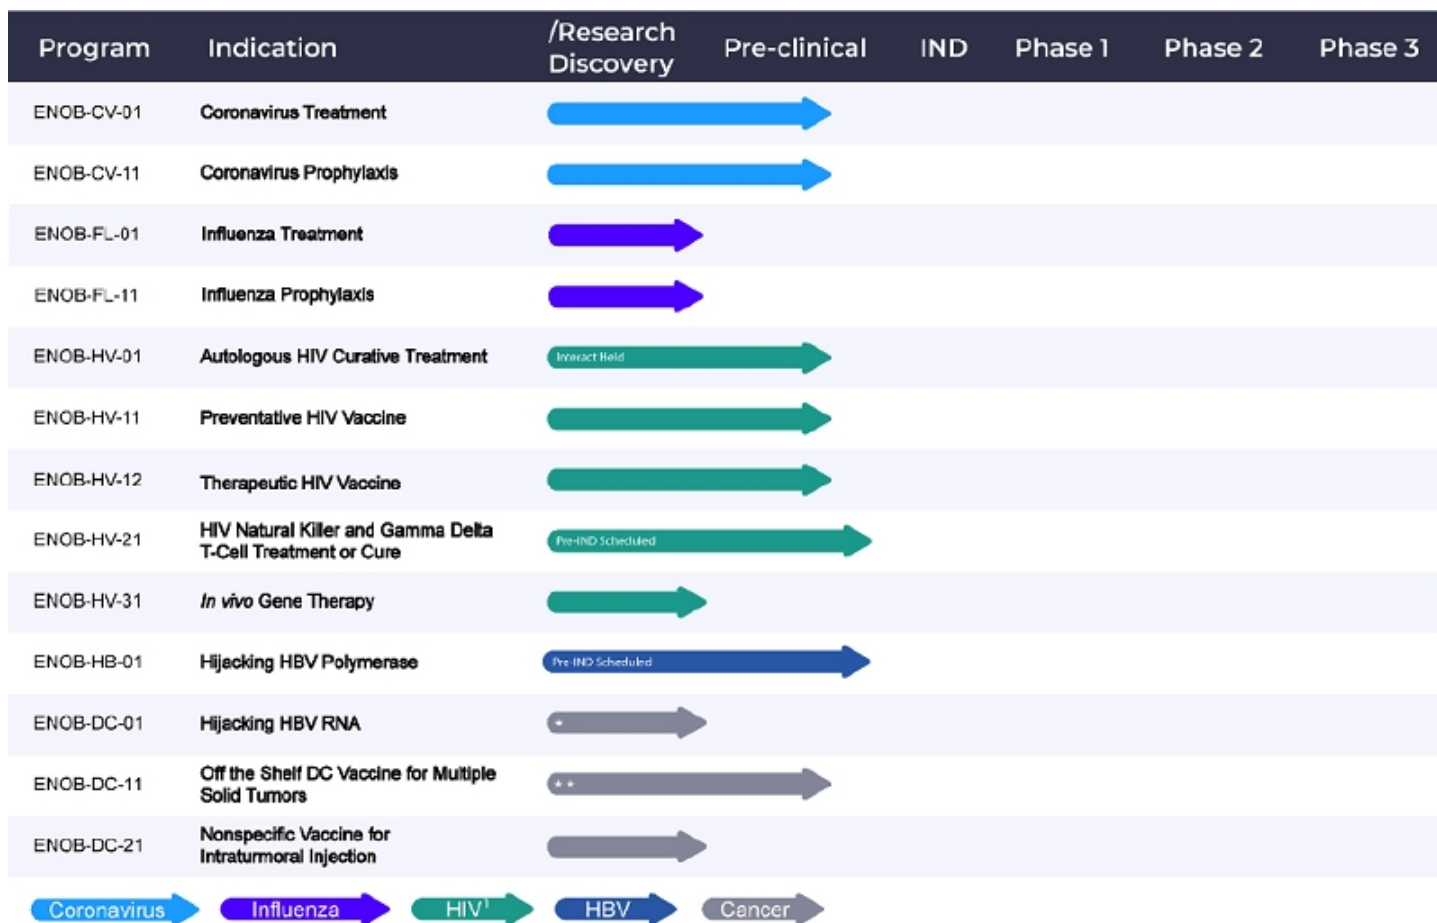 Program Indication /Research Discovery Pre-clinical IND Phase 1 Phase 2 Phase 3
ENOB-CV-01 Coronavirus Treatment
ENOB-CV-11 Coronavirus Prophylaxis
ENOB-FL-01 Influenza Treatment
ENOB-FL-11 Influenza Prophylaxis
ENOB-HV-01 Autologous HIV Curative Treatment Interact Held
ENOB-HV-11 Preventative HIV Vaccine
ENOB-HV-12 Therapeutic HIV Vaccine
ENOB-HV-21 HIV Natural Killer and Gamma Delta
T-Cell Treatment or Cure Pre-IND Scheduled
ENOB-HV-31 In vivo Gene Therapy
ENOB-HB-01 Hijacking HBV Polymerase Pre-IND Scheduled
ENOB-DC-01 Hijacking HBV RNA *
ENOB-DC-11 Off the Shelf DC Vaccine for Multiple
Solid Tumors **
ENOB-DC-21 Nonspecific Vaccine for
Intraturmoral Injection
Coronavirus Influenza HIV¹ HBV Cancer